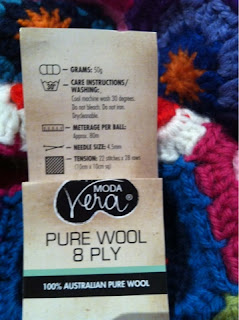 GRAMS: 50g
CARE INSTRUCTIONS/
WASHING:
Cool machine wash 30 degrees.
Do not bleach. Do not iron.
Drycleanable.
METERAGE PER BALL:
Approx. 90m
NEEDLE SIZE: 4.5mm
TENSION: 22 stitches x 28 rows
(10cm x 10cm sq)
MODA
Vera®
PURE WOOL
8 PLY
100% AUSTRALIAN PURE WOOL